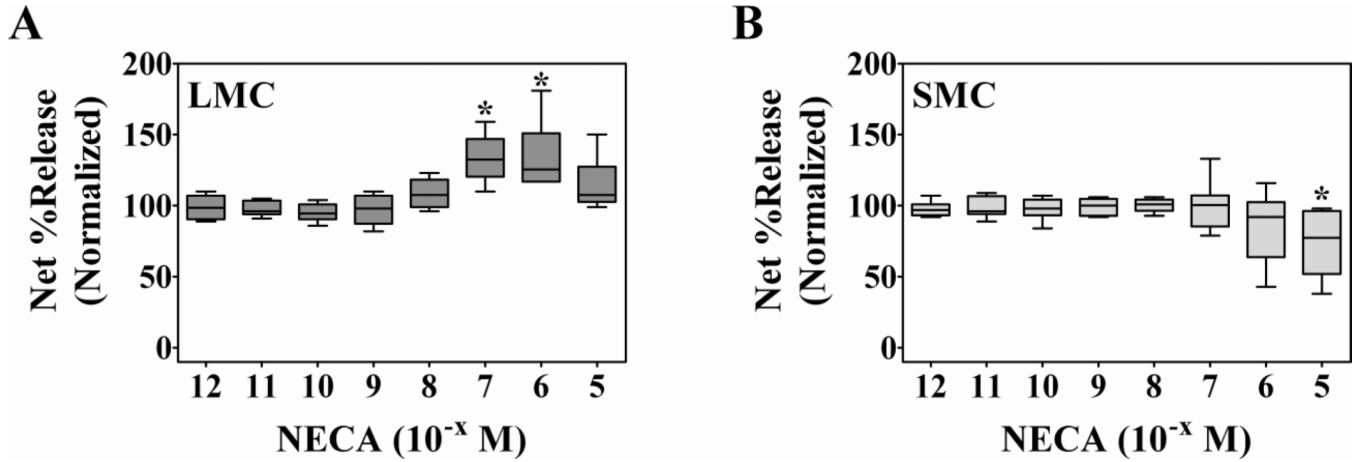 A
Net %Release
(Normalized)
200
150
100
50
0
LMC
*
*
12 11 10 9 8 7 6 5
NECA (10⁻ˣ M)
B
Net %Release
(Normalized)
200
150
100
50
0
SMC
*
12 11 10 9 8 7 6 5
NECA (10⁻ˣ M)